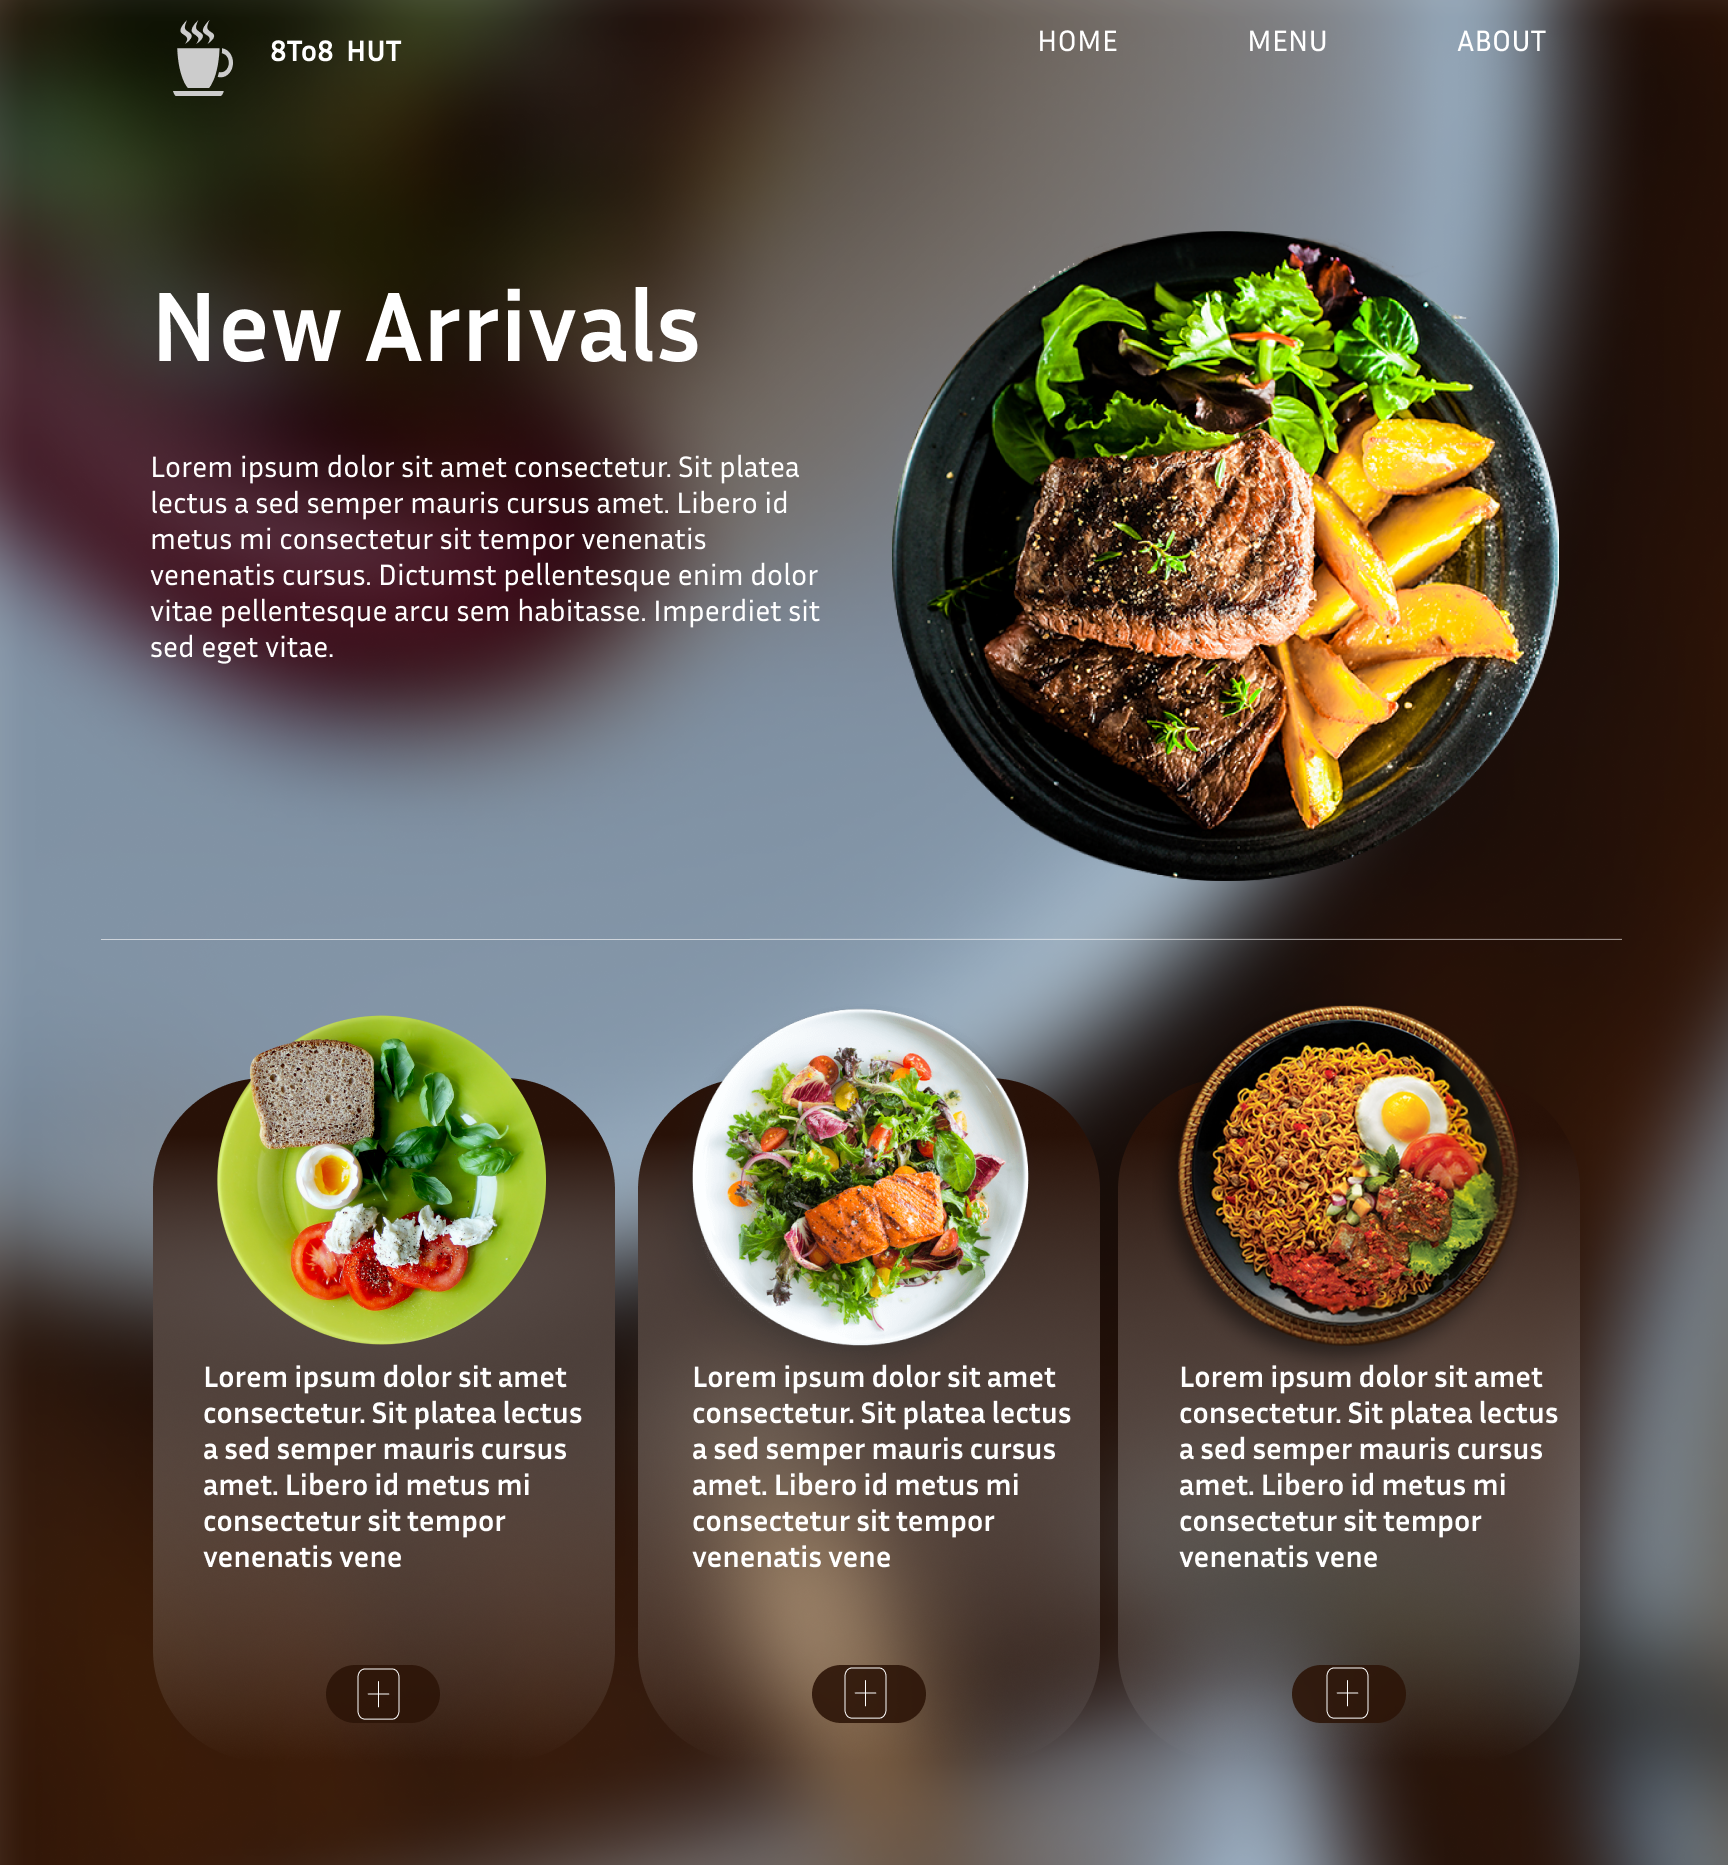 8To8 HUT
HOME MENU ABOUT
New Arrivals
Lorem ipsum dolor sit amet consectetur. Sit platea
lectus a sed semper mauris cursus amet. Libero id
metus mi consectetur sit tempor venenatis
venenatis cursus. Dictumst pellentesque enim dolor
vitae pellentesque arcu sem habitasse. Imperdiet sit
sed eget vitae.
Lorem ipsum dolor sit amet
consectetur. Sit platea lectus
a sed semper mauris cursus
amet. Libero id metus mi
consectetur sit tempor
venenatis vene
Lorem ipsum dolor sit amet
consectetur. Sit platea lectus
a sed semper mauris cursus
amet. Libero id metus mi
consectetur sit tempor
venenatis vene
Lorem ipsum dolor sit amet
consectetur. Sit platea lectus
a sed semper mauris cursus
amet. Libero id metus mi
consectetur sit tempor
venenatis vene